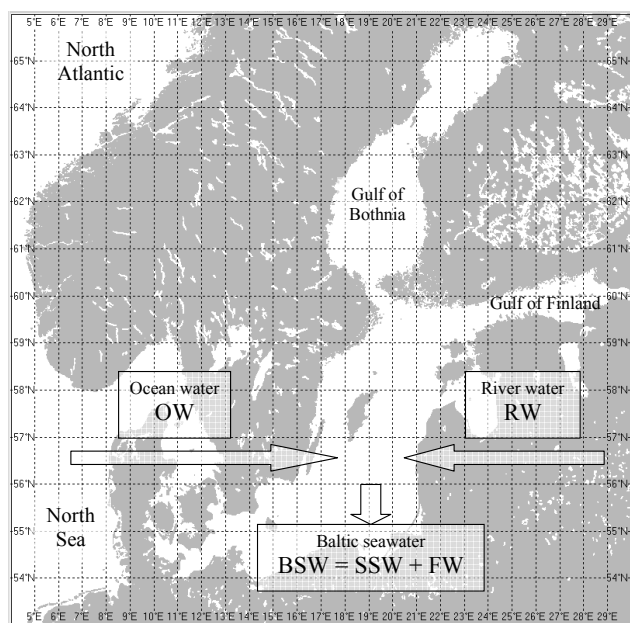 5°E 6°E 7°E 8°E 9°E 10°E 11°E 12°E 13°E 14°E 15°E 16°E 17°E 18°E 19°E 20°E 21°E 22°E 23°E 24°E 25°E 26°E 27°E 28°E 29°E
North
Atlantic
65°N
64°N
63°N
62°N
Gulf of
Bothnia
61°N
60°N
Gulf of Finland
59°N
58°N
Ocean water
OW
River water
RW
57°N
56°N
North
Sea
55°N
Baltic seawater
BSW = SSW + FW
54°N
5°E 6°E 7°E 8°E 9°E 10°E 11°E 12°E 13°E 14°E 15°E 16°E 17°E 18°E 19°E 20°E 21°E 22°E 23°E 24°E 25°E 26°E 27°E 28°E 29°E